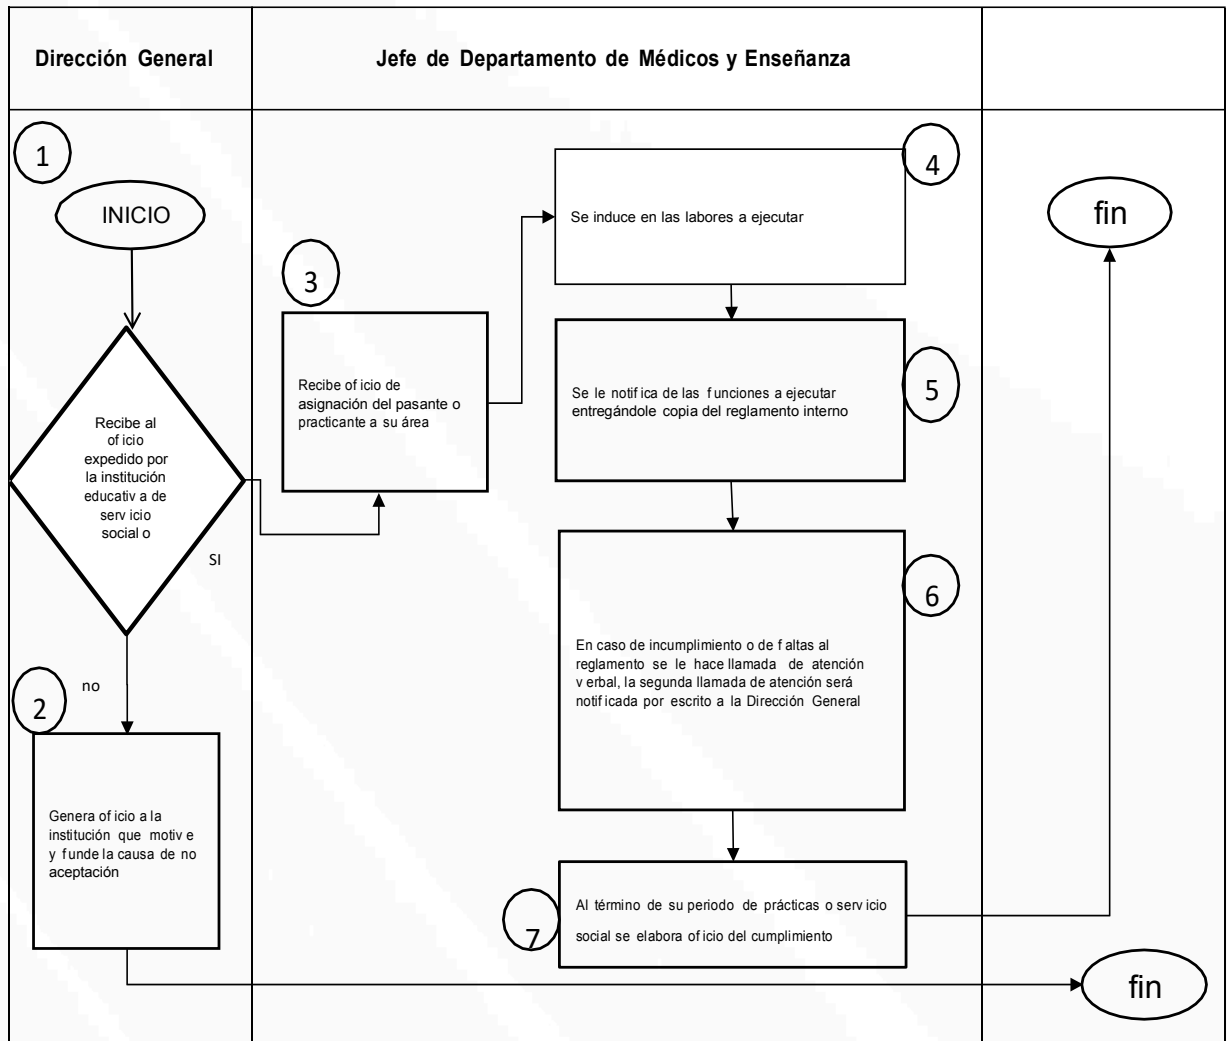 Dirección General
Jefe de Departamento de Médicos y Enseñanza
1
INICIO
Recibe al
oficio
expedido por
la institución
educativa de
servicio
social o
SI
no
2
Genera oficio a la
institución que motive
y funde la causa de no
aceptación
3
Recibe oficio de
asignación del pasante o
practicante a su área
4
Se induce en las labores a ejecutar
5
Se le notifica de las funciones a ejecutar
entregándole copia del reglamento interno
6
En caso de incumplimiento o de faltas al
reglamento se le hace llamada de atención
verbal, la segunda llamada de atención será
notificada por escrito a la Dirección General
7
Al término de su periodo de prácticas o servicio
social se elabora oficio del cumplimiento
fin
fin